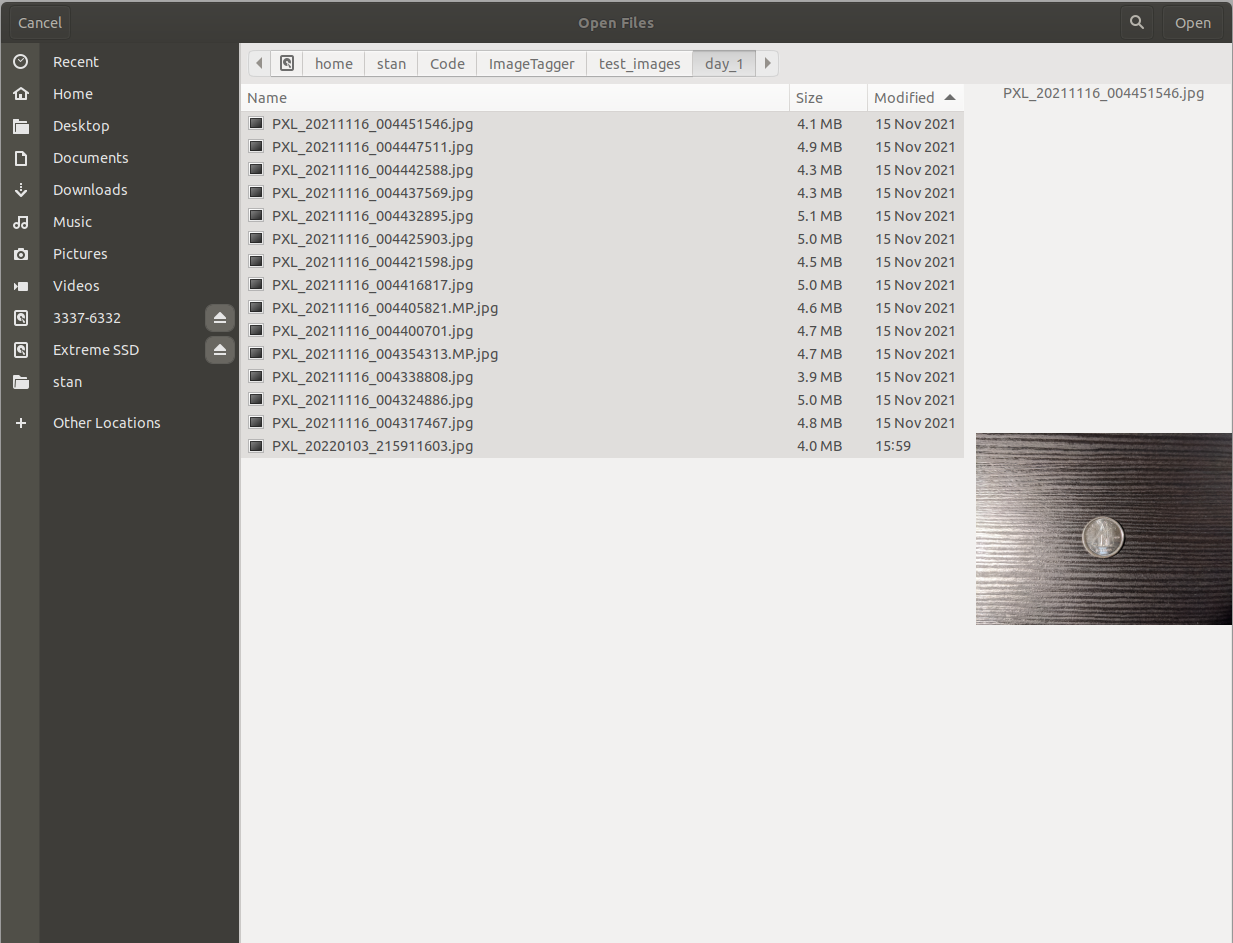 Cancel Open Files Open
Recent
Home
Desktop
Documents
Downloads
Music
Pictures
Videos
3337-6332
Extreme SSD
stan
Other Locations
home stan Code ImageTagger test_images day_1
Name Size Modified
PXL_20211116_004451546.jpg 4.1 MB 15 Nov 2021
PXL_20211116_004447511.jpg 4.9 MB 15 Nov 2021
PXL_20211116_004442588.jpg 4.3 MB 15 Nov 2021
PXL_20211116_004437569.jpg 4.3 MB 15 Nov 2021
PXL_20211116_004432895.jpg 5.1 MB 15 Nov 2021
PXL_20211116_004425903.jpg 5.0 MB 15 Nov 2021
PXL_20211116_004421598.jpg 4.5 MB 15 Nov 2021
PXL_20211116_004416817.jpg 5.0 MB 15 Nov 2021
PXL_20211116_004405821.MP.jpg 4.6 MB 15 Nov 2021
PXL_20211116_004400701.jpg 4.7 MB 15 Nov 2021
PXL_20211116_004354313.MP.jpg 4.7 MB 15 Nov 2021
PXL_20211116_004338808.jpg 3.9 MB 15 Nov 2021
PXL_20211116_004324886.jpg 5.0 MB 15 Nov 2021
PXL_20211116_004317467.jpg 4.8 MB 15 Nov 2021
PXL_20220103_215911603.jpg 4.0 MB 15:59
PXL_20211116_004451546.jpg